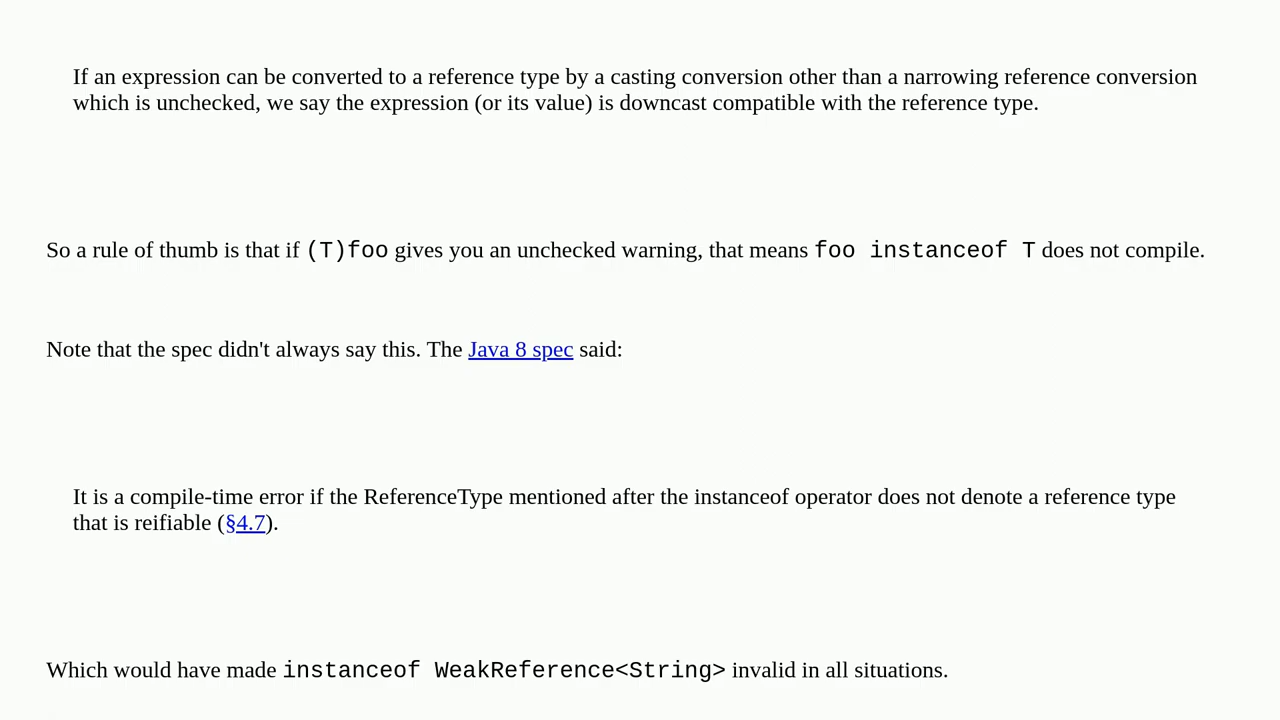 If an expression can be converted to a reference type by a casting conversion other than a narrowing reference conversion
which is unchecked, we say the expression (or its value) is downcast compatible with the reference type.
So a rule of thumb is that if (T)foo gives you an unchecked warning, that means foo instanceof T does not compile.
Note that the spec didn't always say this. The Java 8 spec said:
It is a compile-time error if the ReferenceType mentioned after the instanceof operator does not denote a reference type
that is reifiable (§4.7).
Which would have made instanceof WeakReference<String> invalid in all situations.